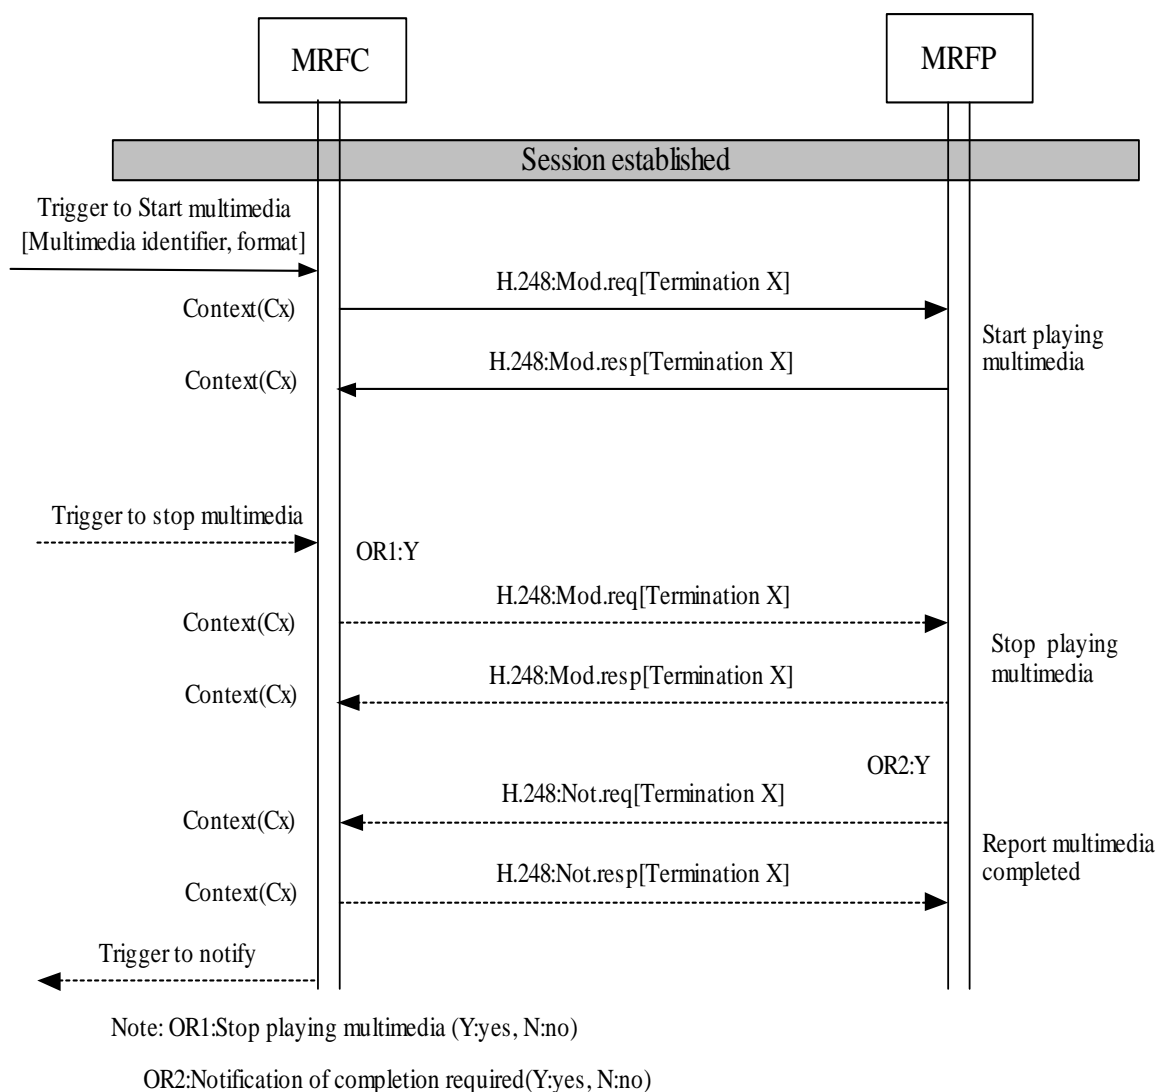 MRFC
MRFP
Session established
Trigger to Start multimedia
[Multimedia identifier, format]
H.248:Mod.req[Termination X]
Context(Cx)
Start playing
multimedia
H.248:Mod.resp[Termination X]
Context(Cx)
Trigger to stop multimedia
OR1:Y
H.248:Mod.req[Termination X]
Context(Cx)
Stop playing
multimedia
H.248:Mod.resp[Termination X]
Context(Cx)
OR2:Y
H.248:Not.req[Termination X]
Context(Cx)
Report multimedia
completed
H.248:Not.resp[Termination X]
Context(Cx)
Trigger to notify
Note: OR1:Stop playing multimedia (Y:yes, N:no)
OR2:Notification of completion required(Y:yes, N:no)